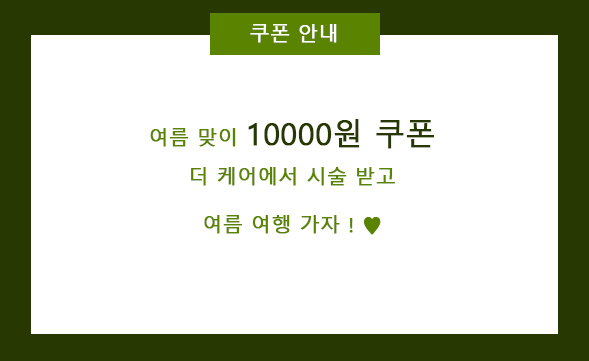 쿠폰 안내
여름 맞이 10000원 쿠폰
더 케어에서 시술 받고
여름 여행 가자 ! ♥